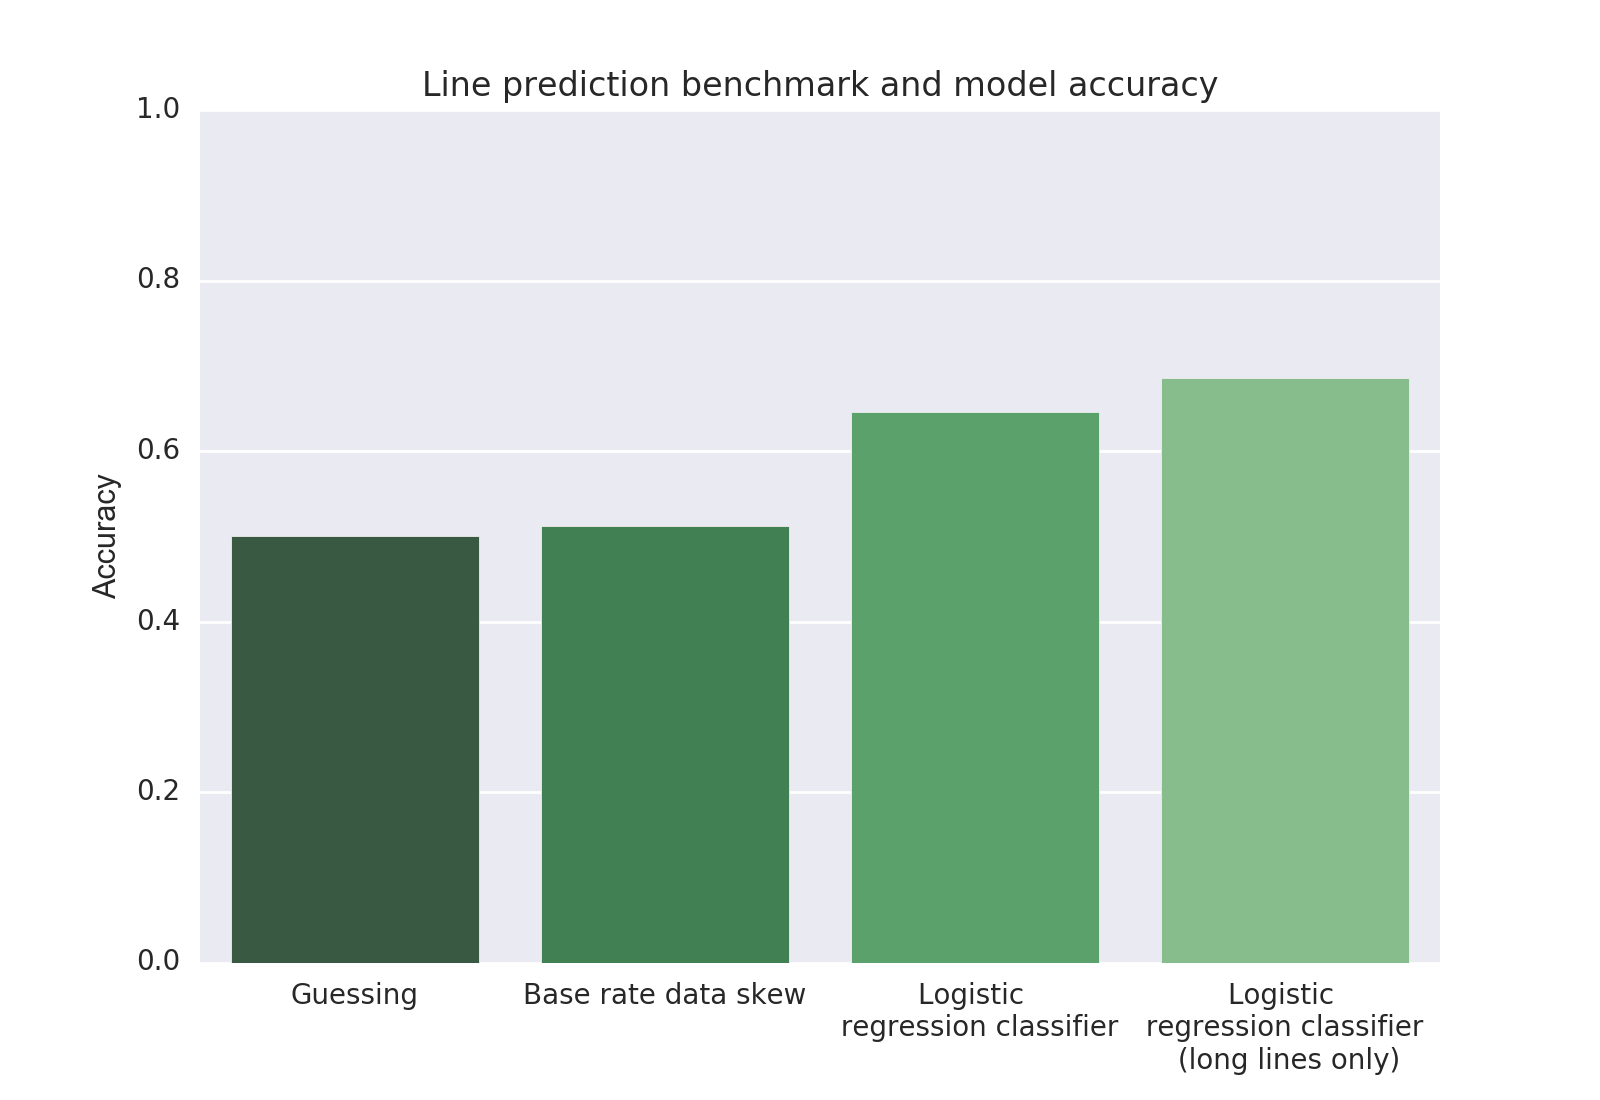 Line prediction benchmark and model accuracy
1.0
0.8
0.6
0.4
0.2
0.0
Accuracy
Guessing
Base rate data skew
Logistic
regression classifier
Logistic
regression classifier
(long lines only)